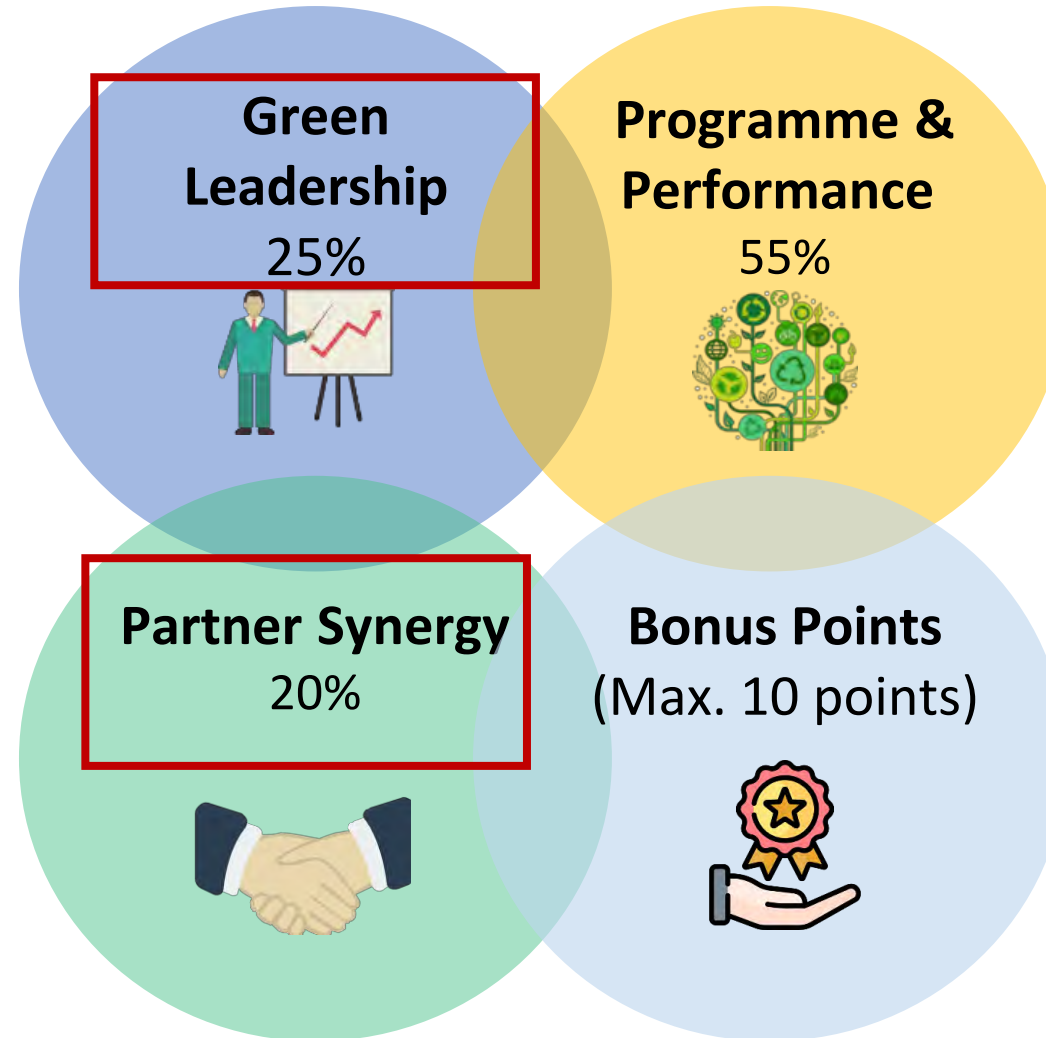 Green
Leadership
25%
Programme &
Performance
55%
Partner Synergy
20%
Bonus Points
(Max. 10 points)